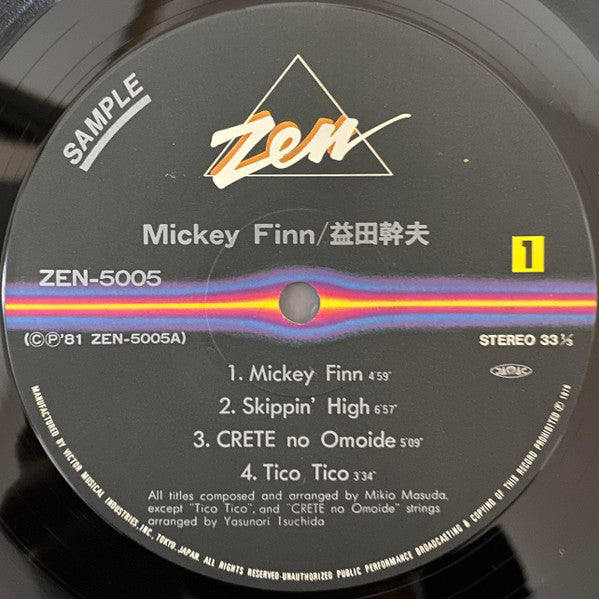 SAMPLE
Zen
Mickey Finn/益田幹夫
1
ZEN-5005
(ⒸⓅ'81 ZEN-5005A)
STEREO 33⅓
1. Mickey Finn 4'59"
JASRAC
2. Skippin' High 6'57"
3. CRETE no Omoide 5'09"
4. Tico Tico 3'34"
All titles composed and arranged by Mikio Masuda,
except "Tico Tico", and "CRETE no Omoide" strings
arranged by Yasunori Tsuchida
MANUFACTURED BY VICTOR MUSICAL INDUSTRIES, INC., TOKYO, JAPAN. ALL RIGHTS RESERVED-UNAUTHORIZED PUBLIC PERFORMANCE BROADCASTING & COPYING OF THIS RECORD PROHIBITED Ⓟ 1979